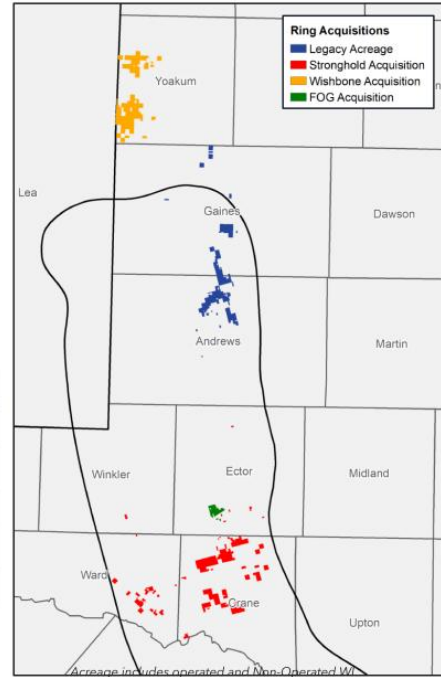 Ring Acquisitions
Legacy Acreage
Stronghold Acquisition
Wishbone Acquisition
FOG Acquisition
Yoakum
Lea
Gaines
Dawson
Andrews
Martin
Winkler
Ector
Midland
Ward
Crane
Upton
Acreage includes operated and Non-Operated WI